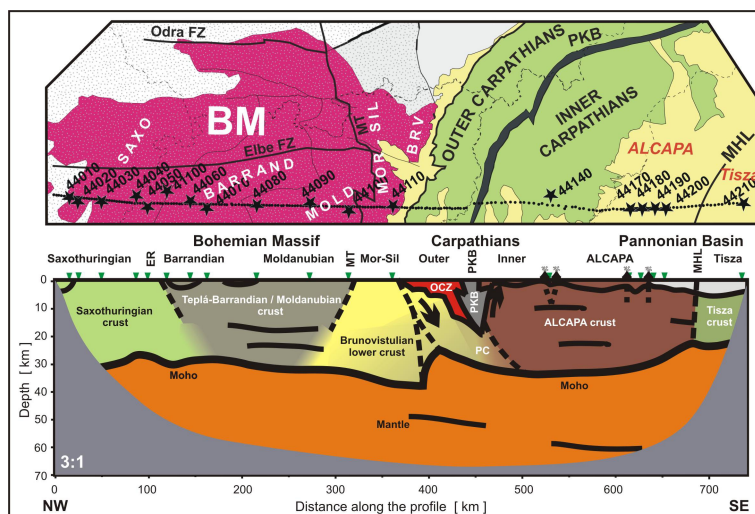 Odra FZ
SAXO
BM
Elbe FZ
BARRAND
MOLD
MT
MOR
SIL
BRV
OUTER CARPATHIANS
PKB
INNER
CARPATHIANS
ALCAPA
MHL
Tisza
44010
44020
44030
44040
44050
41100
44060
44070
44080
44090
44100
44110
44140
44170
44180
44190
44200
44210
Bohemian Massif Carpathians Pannonian Basin
Saxothuringian ER Barrandian Moldanubian MT Mor-Sil Outer PKB Inner ALCAPA MHL Tisza
0
10
20
30
40
50
60
70
Depth [ km ]
Saxothuringian
crust
Teplá-Barrandian / Moldanubian
crust
Brunovistulian
lower crust
OCZ
PKB
PC
ALCAPA crust
Tisza
crust
Moho
Moho
Mantle
3:1
0 100 200 300 400 500 600 700
NW Distance along the profile [ km ] SE